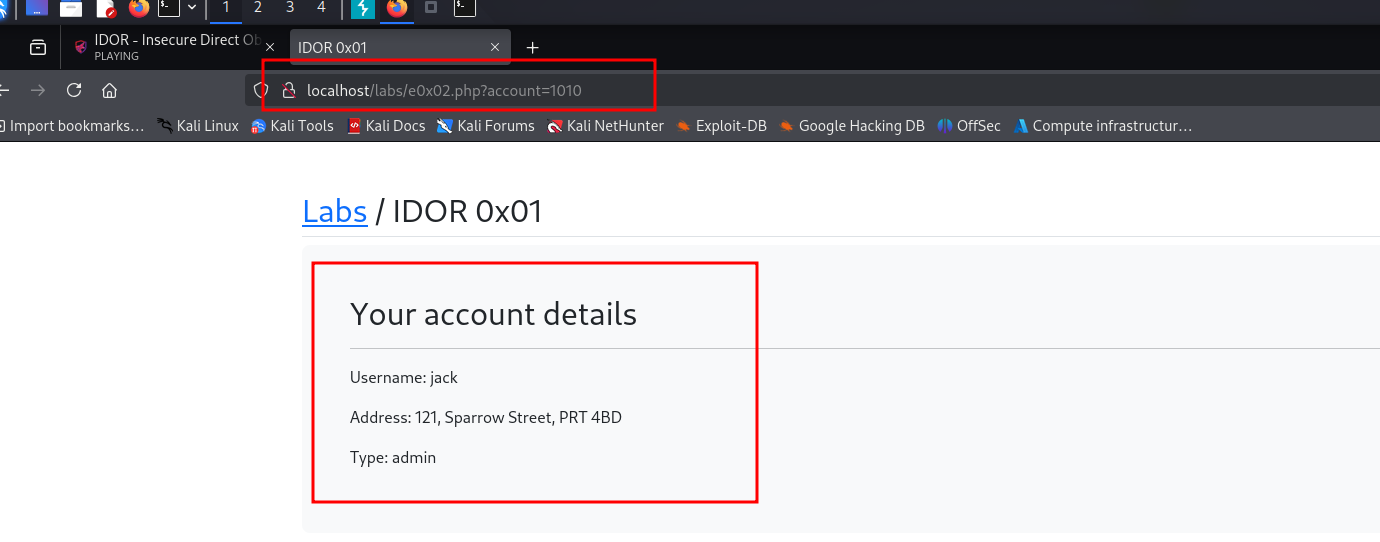 1 2 3 4
IDOR - Insecure Direct Ob
PLAYING
IDOR 0x01
localhost/labs/e0x02.php?account=1010
Import bookmarks… Kali Linux Kali Tools Kali Docs Kali Forums Kali NetHunter Exploit-DB Google Hacking DB OffSec Compute infrastructur…
Labs / IDOR 0x01
Your account details
Username: jack
Address: 121, Sparrow Street, PRT 4BD
Type: admin